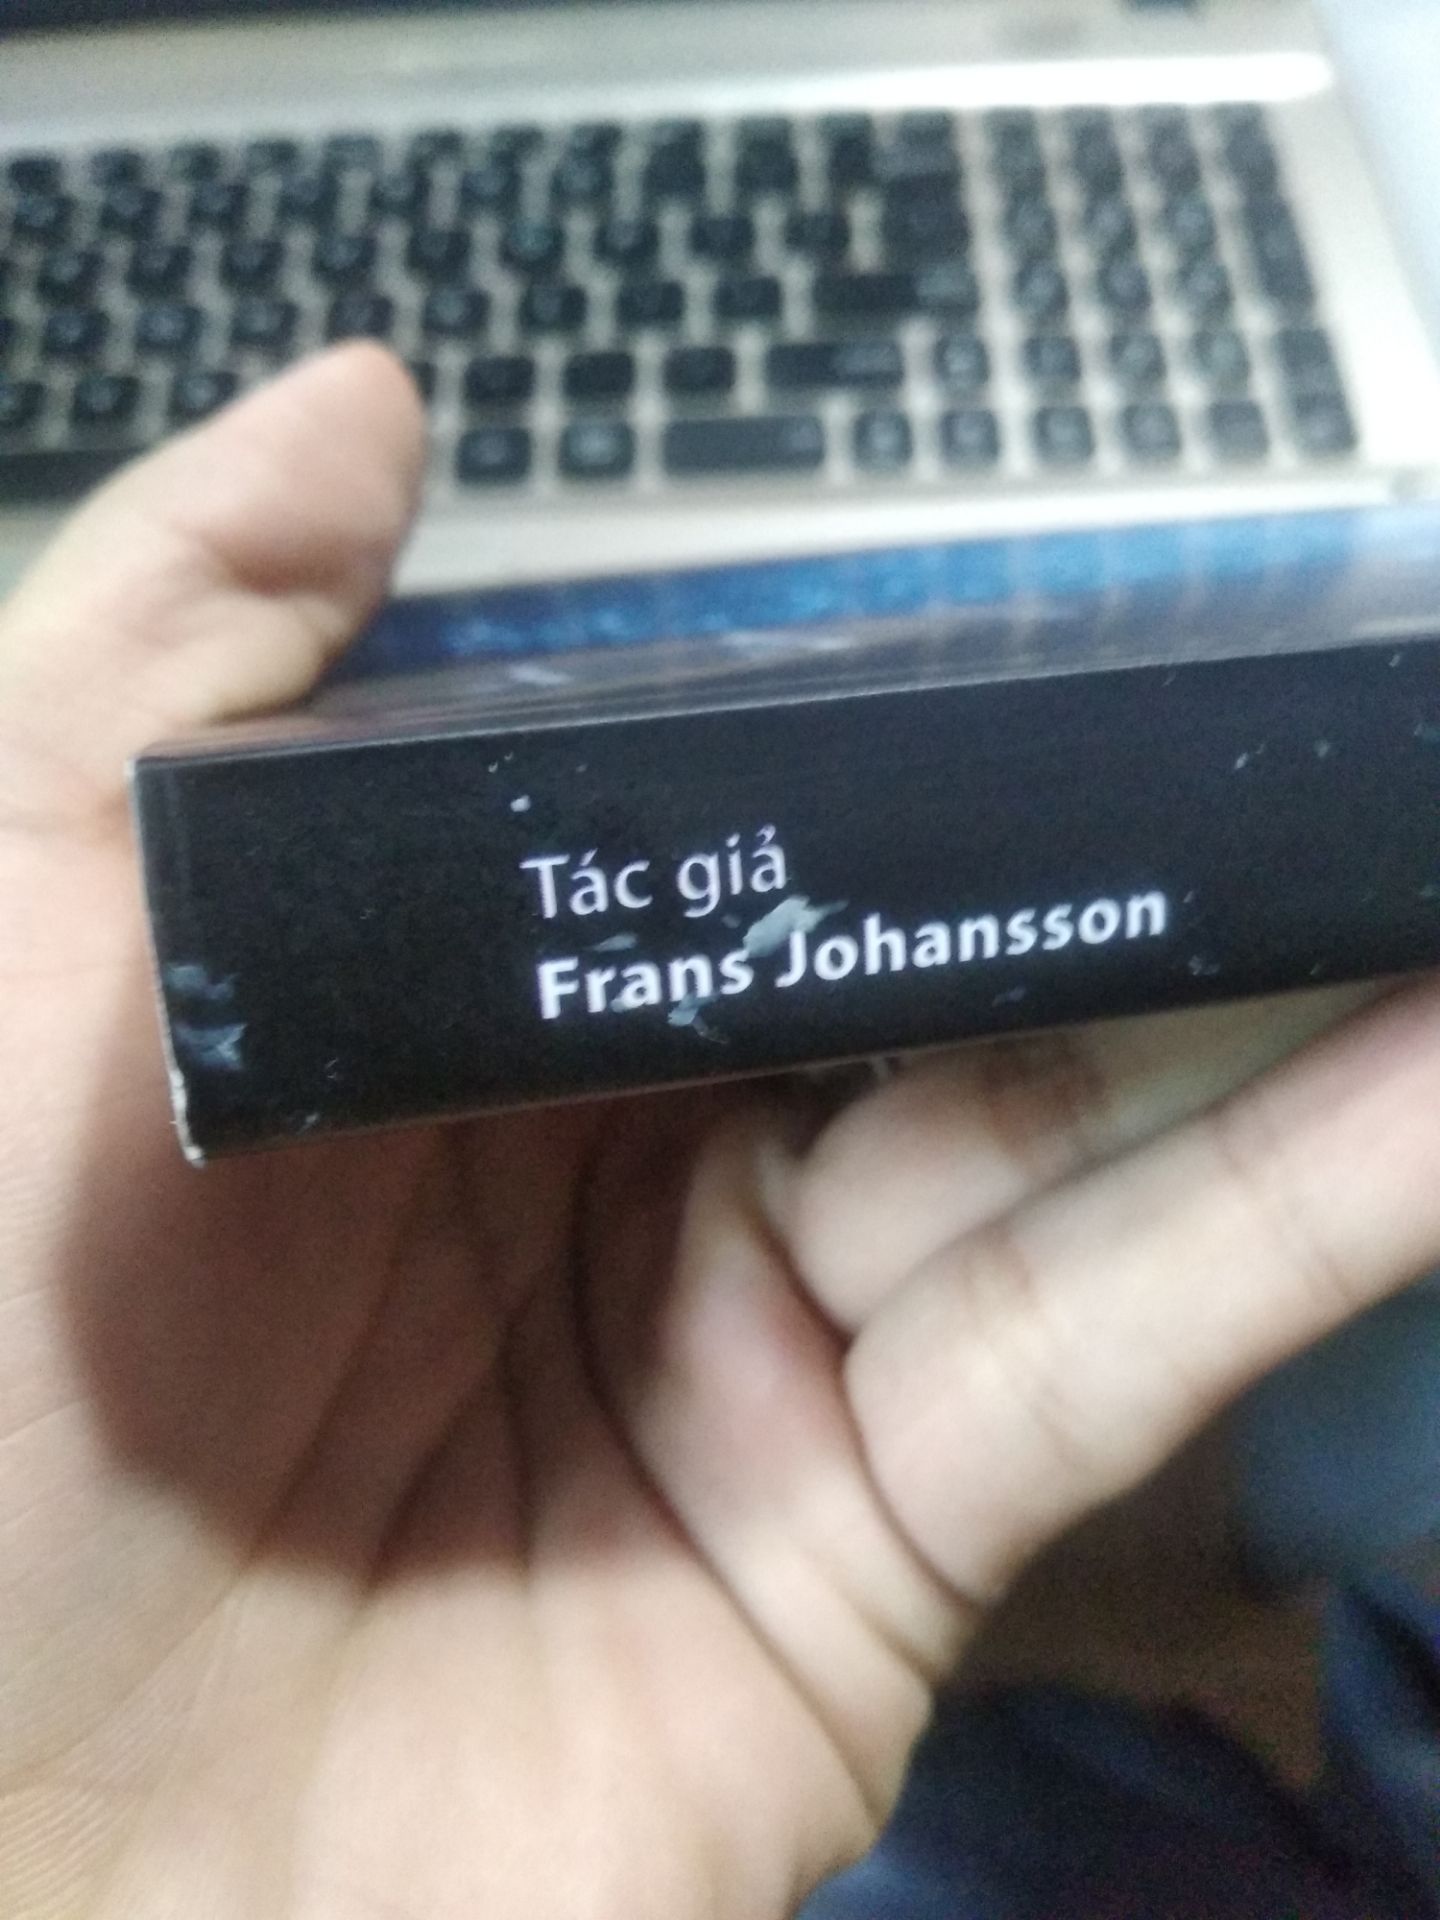 Tác giả
Frans Johansson